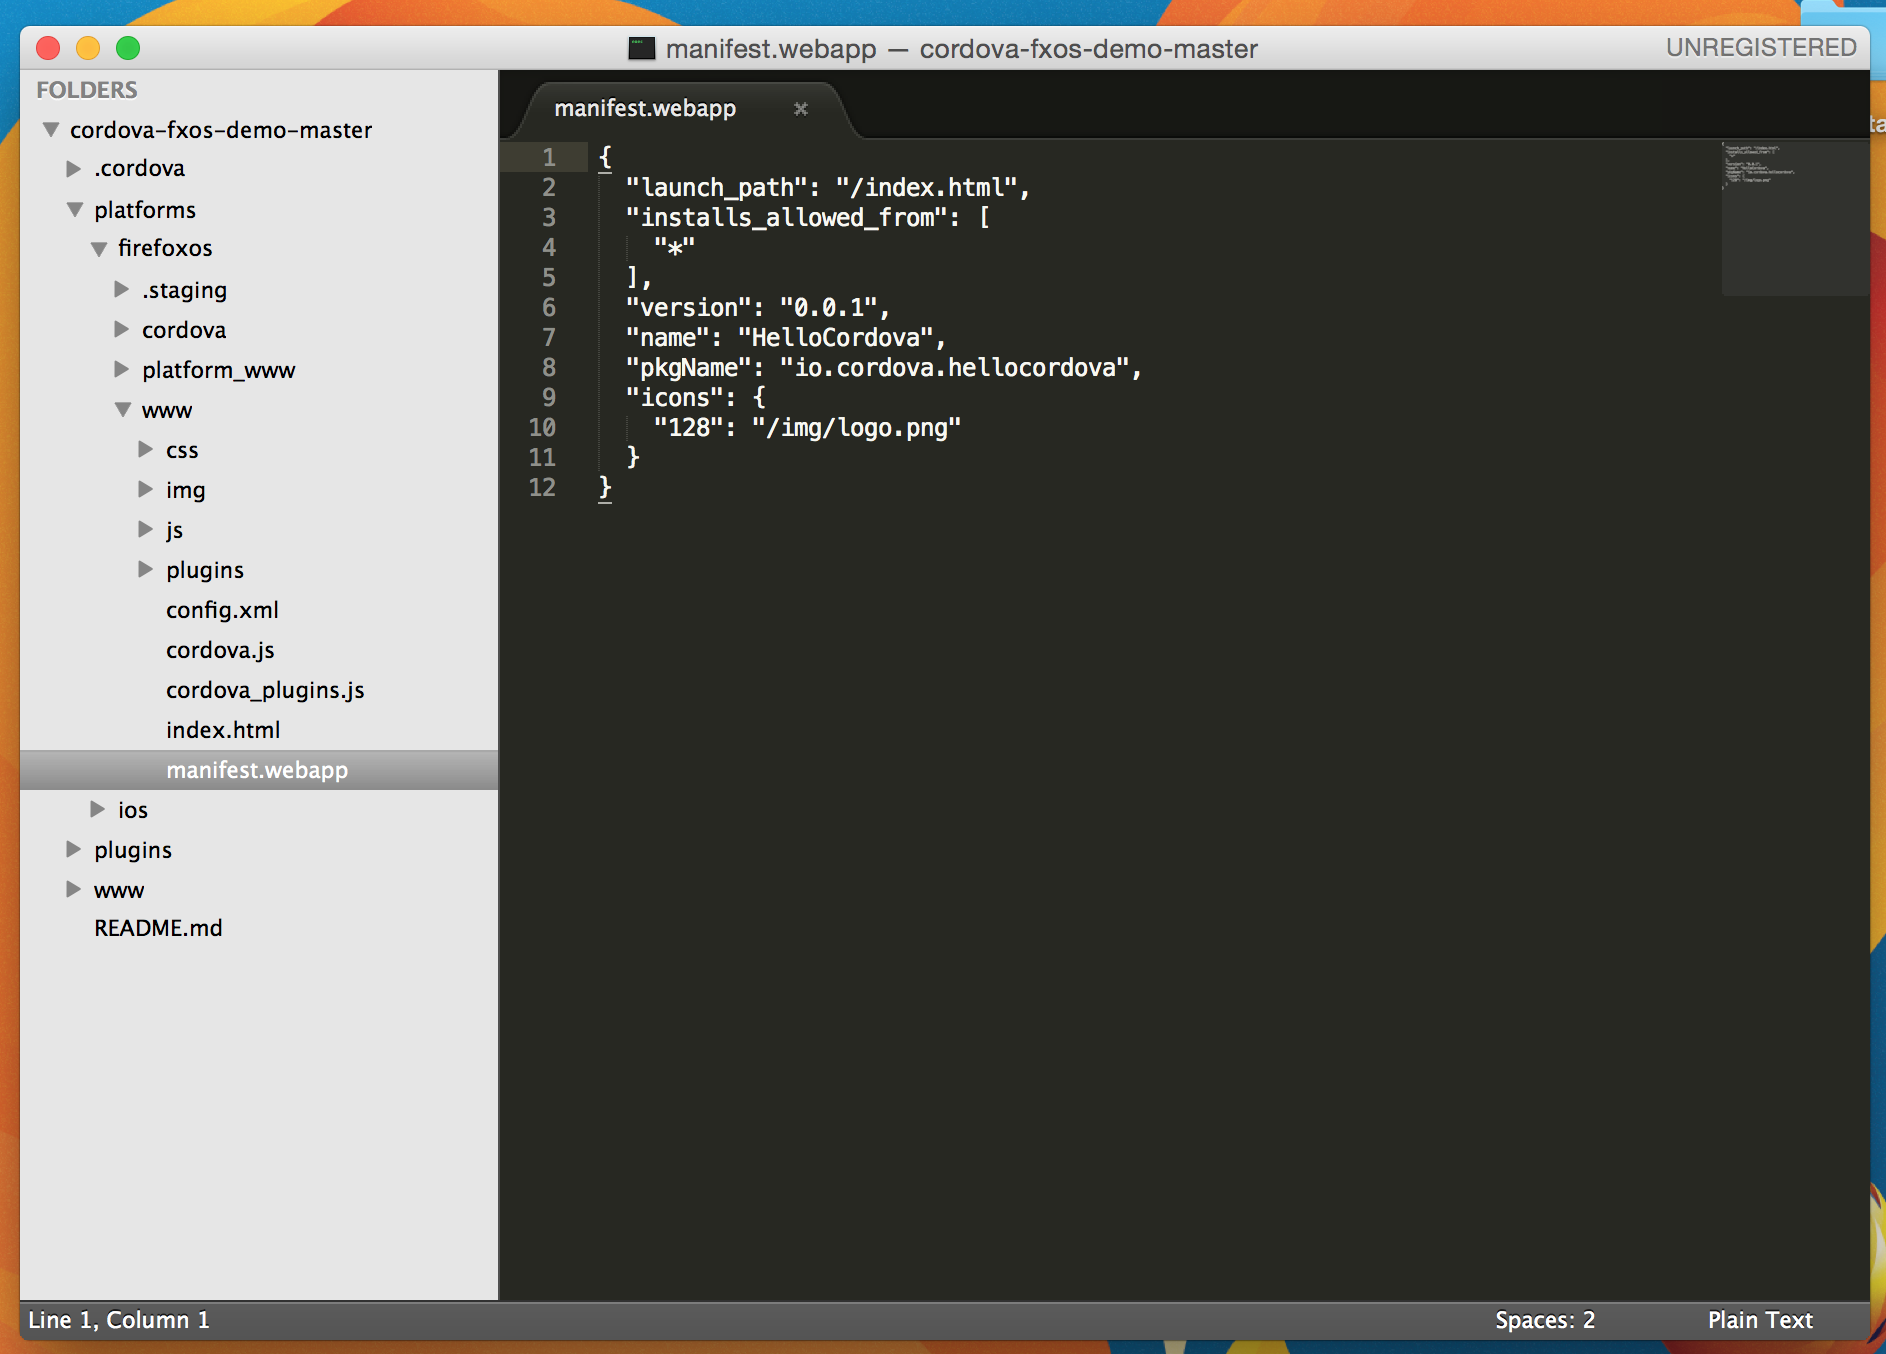 manifest.webapp — cordova-fxos-demo-master
UNREGISTERED
FOLDERS
cordova-fxos-demo-master
.cordova
platforms
firefoxos
.staging
cordova
platform_www
www
css
img
js
plugins
config.xml
cordova.js
cordova_plugins.js
index.html
manifest.webapp
ios
plugins
www
README.md
manifest.webapp
1 {
2 "launch_path": "/index.html",
3 "installs_allowed_from": [
4 "*"
5 ],
6 "version": "0.0.1",
7 "name": "HelloCordova",
8 "pkgName": "io.cordova.hellocordova",
9 "icons": {
10 "128": "/img/logo.png"
11 }
12 }
Line 1, Column 1
Spaces: 2
Plain Text